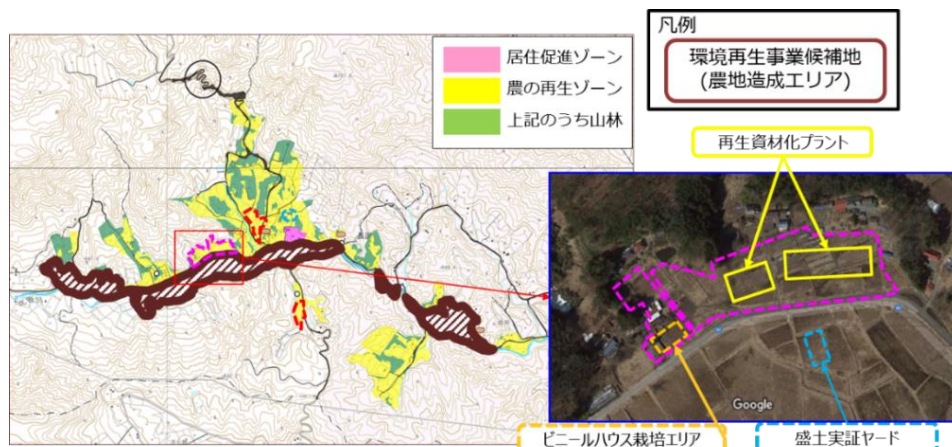 居住促進ゾーン
農の再生ゾーン
上記のうち山林
凡例
環境再生事業候補地
(農地造成エリア)
再生資材化プラント
Google
ビニールハウス栽培エリア
盛土実証ヤード